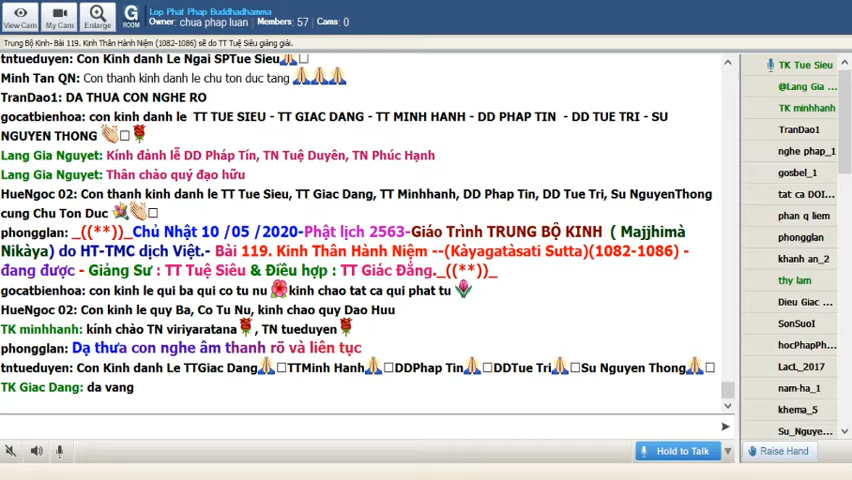 View Cam
My Cams
Enlarge
G
ROOM
Lop Phat Phap Buddhadhamma
Owner: chua phap luan Members: 57 Cams: 0
Trung Bộ Kinh- Bài 119. Kinh Thân Hành Niệm (1082-1086) sẽ do TT Tuệ Siêu giảng giải.
tntueduyen: Con Kinh danh Le Ngai SPTue Sieu
Minh Tan QN: Con thanh kinh danh le chu ton duc tang
TranDao1: DA THUA CON NGHE RO
gocatbienhoa: con kinh danh le TT TUE SIEU - TT GIAC DANG - TT MINH HANH - DD PHAP TIN - DD TUE TRI - SU
NGUYEN THONG
Lang Gia Nguyet: Kính đảnh lễ DD Pháp Tín, TN Tuệ Duyên, TN Phúc Hạnh
Lang Gia Nguyet: Thân chào quý đạo hữu
HueNgoc 02: Con thanh kinh danh le TT Tue Sieu, TT Giac Dang, TT Minhhanh, DD Phap Tin, DD Tue Tri, Su NguyenThong
cung Chu Ton Duc
phongglan: _((**))_Chủ Nhật 10 /05 /2020-Phật lịch 2563-Giáo Trình TRUNG BỘ KINH ( Majjhimà
Nikàya) do HT-TMC dịch Việt.- Bài 119. Kinh Thân Hành Niệm --(Kàyagatàsati Sutta)(1082-1086) -
đang được - Giảng Sư : TT Tuệ Siêu & Điều hợp : TT Giác Đẳng._((**))_
gocatbienhoa: con kinh le qui ba qui co tu nu kinh chao tat ca qui phat tu
HueNgoc 02: Con kinh le quy Ba, Co Tu Nu, kinh chao quy Dao Huu
TK minhhanh: kính chào TN viriyaratana , TN tueduyen
phongglan: Dạ thưa con nghe âm thanh rõ và liên tục
tntueduyen: Con Kinh danh Le TTGiac Dang TTMinh Hanh DDPhap Tin DDTue Tri Su Nguyen Thong
TK Giac Dang: da vang
Hold to Talk
TK Tue Sieu
@Lang Gia ...
TK minhhanh
TranDao1
nghe phap_1
gosbel_1
tat ca DOI...
phan q liem
phongglan
khanh an_2
thy lam
Dieu Giac ...
SonSuoI
hocPhapPh...
LacL_2017
nam-ha_1
khema_5
Su_Nguye...
Raise Hand